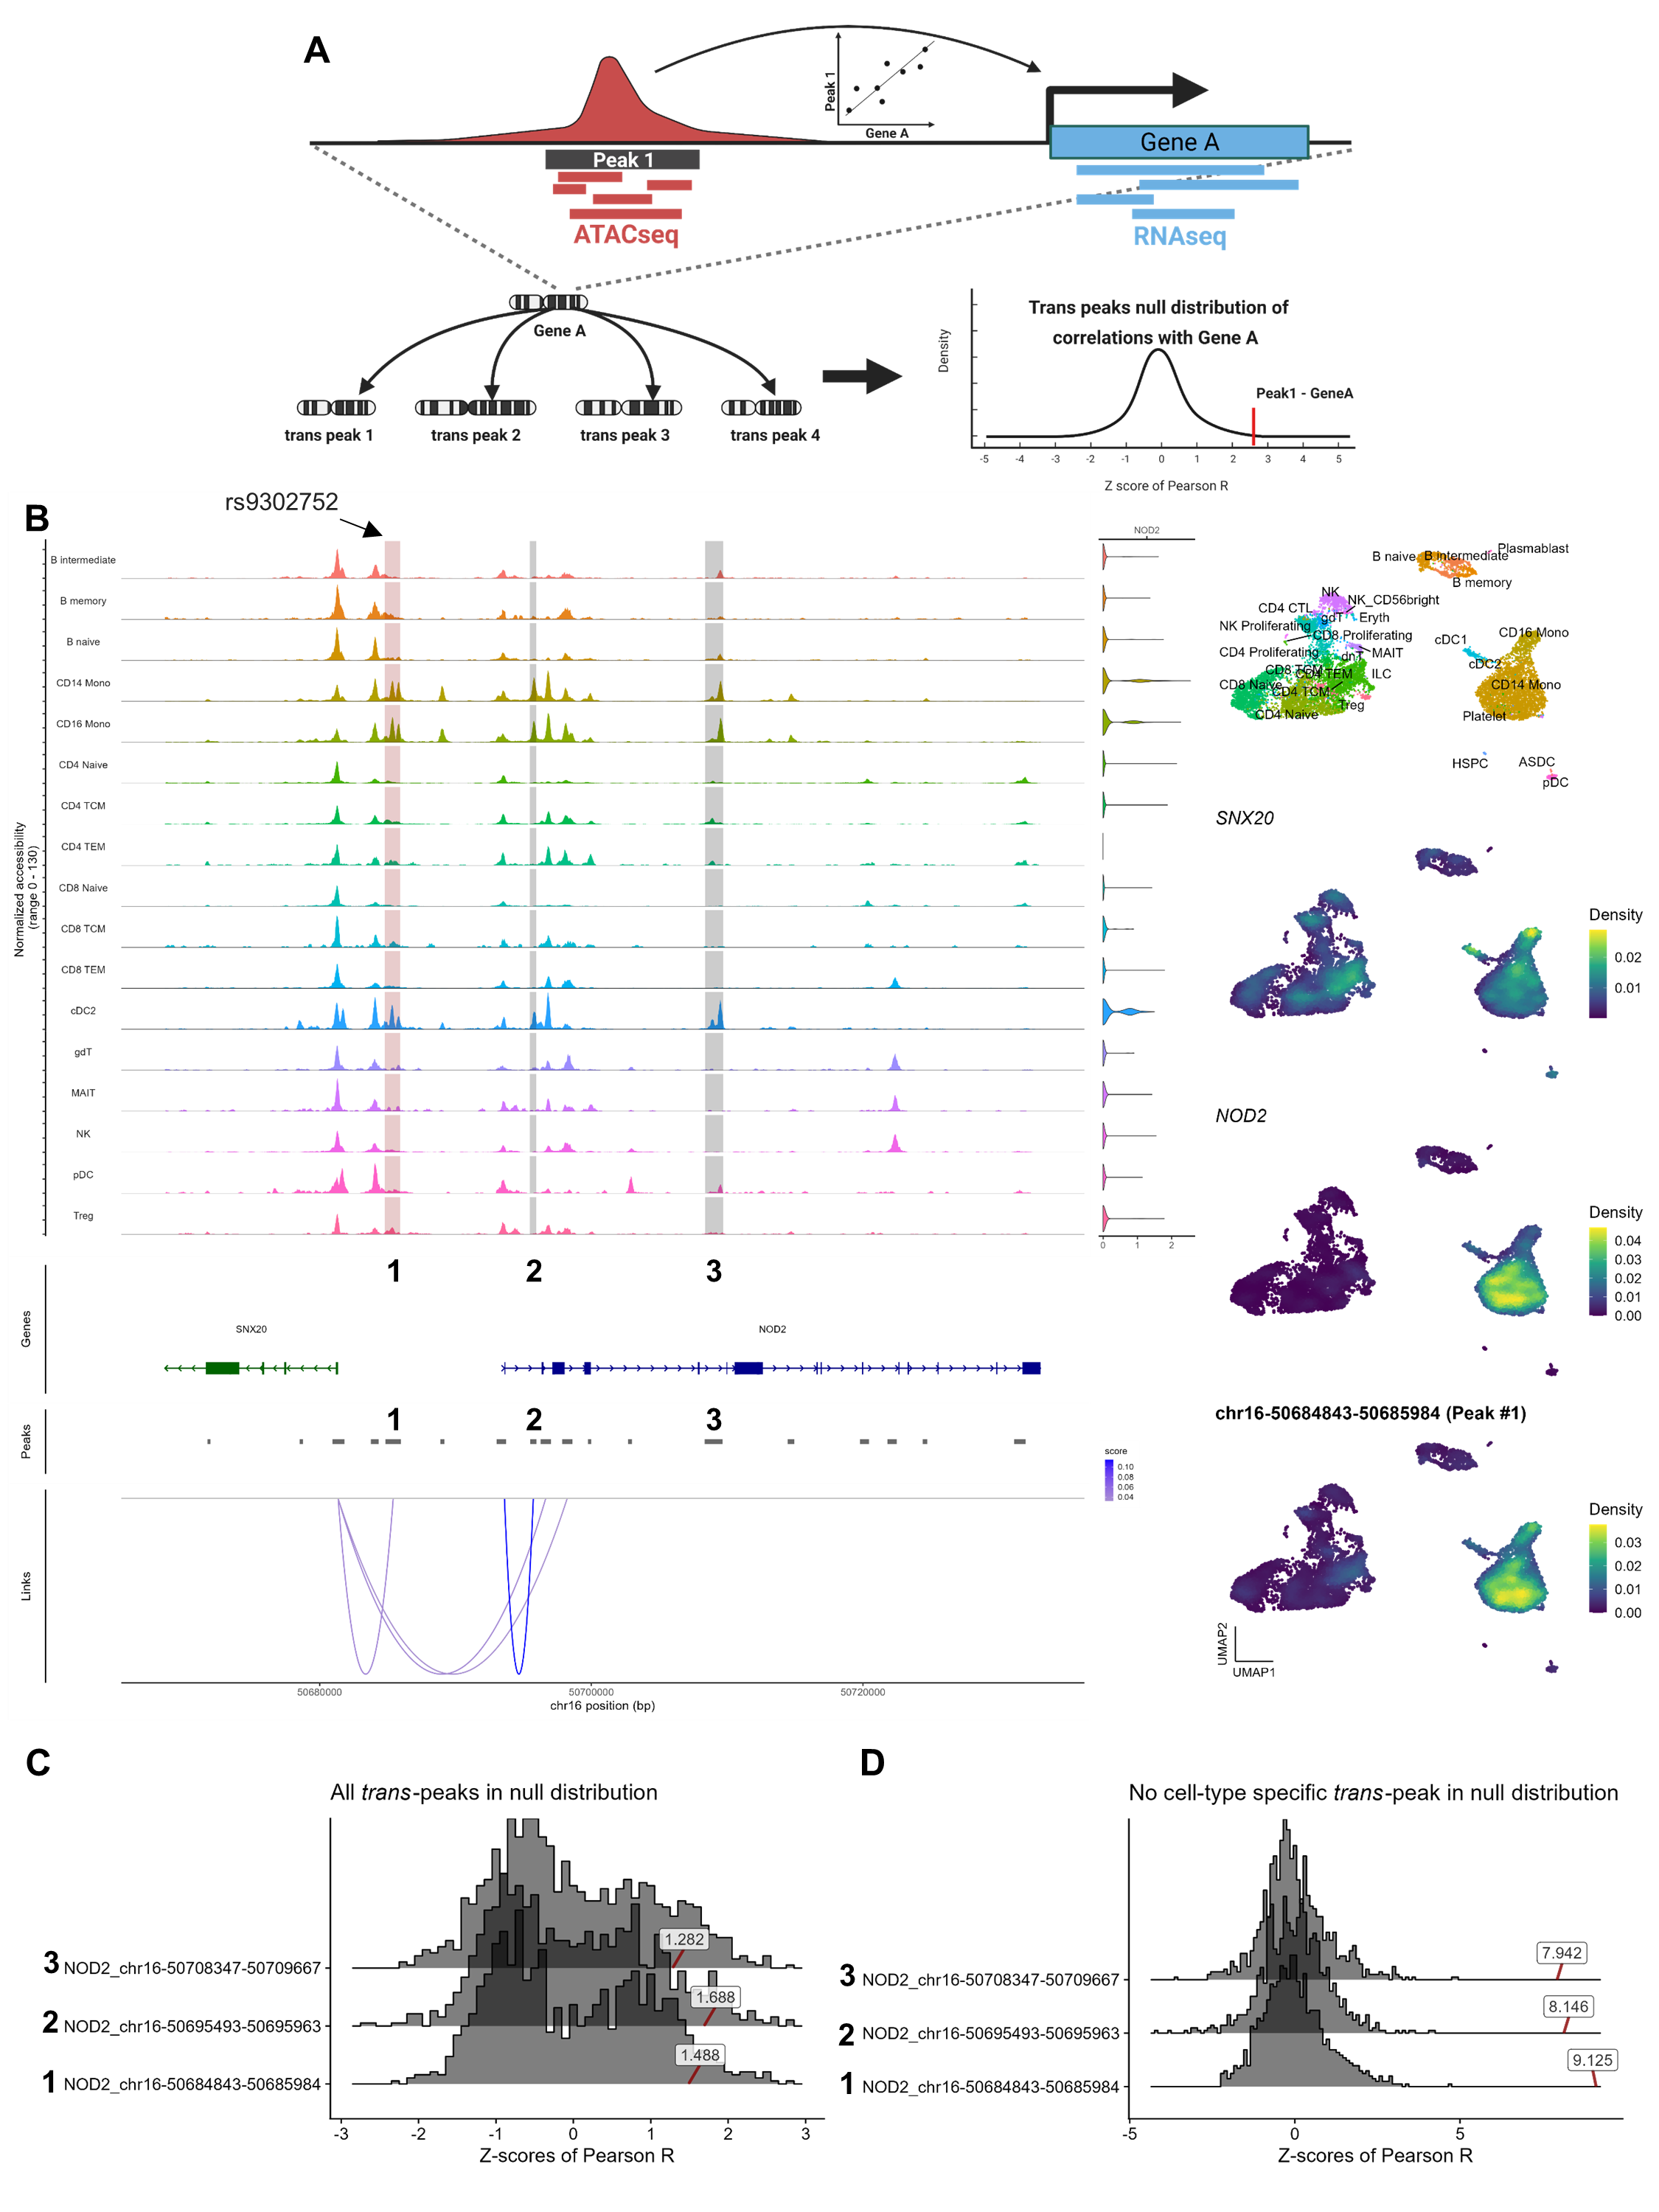 A
Peak 1
Gene A
Gene A
Peak 1
ATACseq
RNAseq
Gene A
trans peak 1
trans peak 2
trans peak 3
trans peak 4
Trans peaks null distribution of
correlations with Gene A
Density
Peak1 - GeneA
-5 -4 -3 -2 -1 0 1 2 3 4 5
Z score of Pearson R
B
rs9302752
Normalized accessibility
(range 0 - 130)
B intermediate
B memory
B naive
CD14 Mono
CD16 Mono
CD4 Naive
CD4 TCM
CD4 TEM
CD8 Naive
CD8 TCM
CD8 TEM
cDC2
gdT
MAIT
NK
pDC
Treg
NOD2
0 1 2
1 2 3
Genes
SNX20
NOD2
Peaks
1 2 3
score
0.10
0.08
0.06
0.04
Links
50680000
50700000
50720000
chr16 position (bp)
B naive
B intermediate
Plasmablast
B memory
NK
NK_CD56bright
CD4 CTL
gdT
Eryth
NK Proliferating
CD8 Proliferating
CD4 Proliferating
dnT
MAIT
CD8 TCM
CD4 TEM
ILC
CD8 Naive
CD4 TCM
Treg
CD4 Naive
cDC1
CD16 Mono
cDC2
CD14 Mono
Platelet
HSPC
ASDC
pDC
SNX20
Density
0.02
0.01
NOD2
Density
0.04
0.03
0.02
0.01
0.00
chr16-50684843-50685984 (Peak #1)
Density
0.03
0.02
0.01
0.00
UMAP2
UMAP1
C
All trans-peaks in null distribution
1.282
3 NOD2_chr16-50708347-50709667
1.688
2 NOD2_chr16-50695493-50695963
1.488
1 NOD2_chr16-50684843-50685984
-3 -2 -1 0 1 2 3
Z-scores of Pearson R
D
No cell-type specific trans-peak in null distribution
7.942
3 NOD2_chr16-50708347-50709667
8.146
2 NOD2_chr16-50695493-50695963
9.125
1 NOD2_chr16-50684843-50685984
-5 0 5
Z-scores of Pearson R